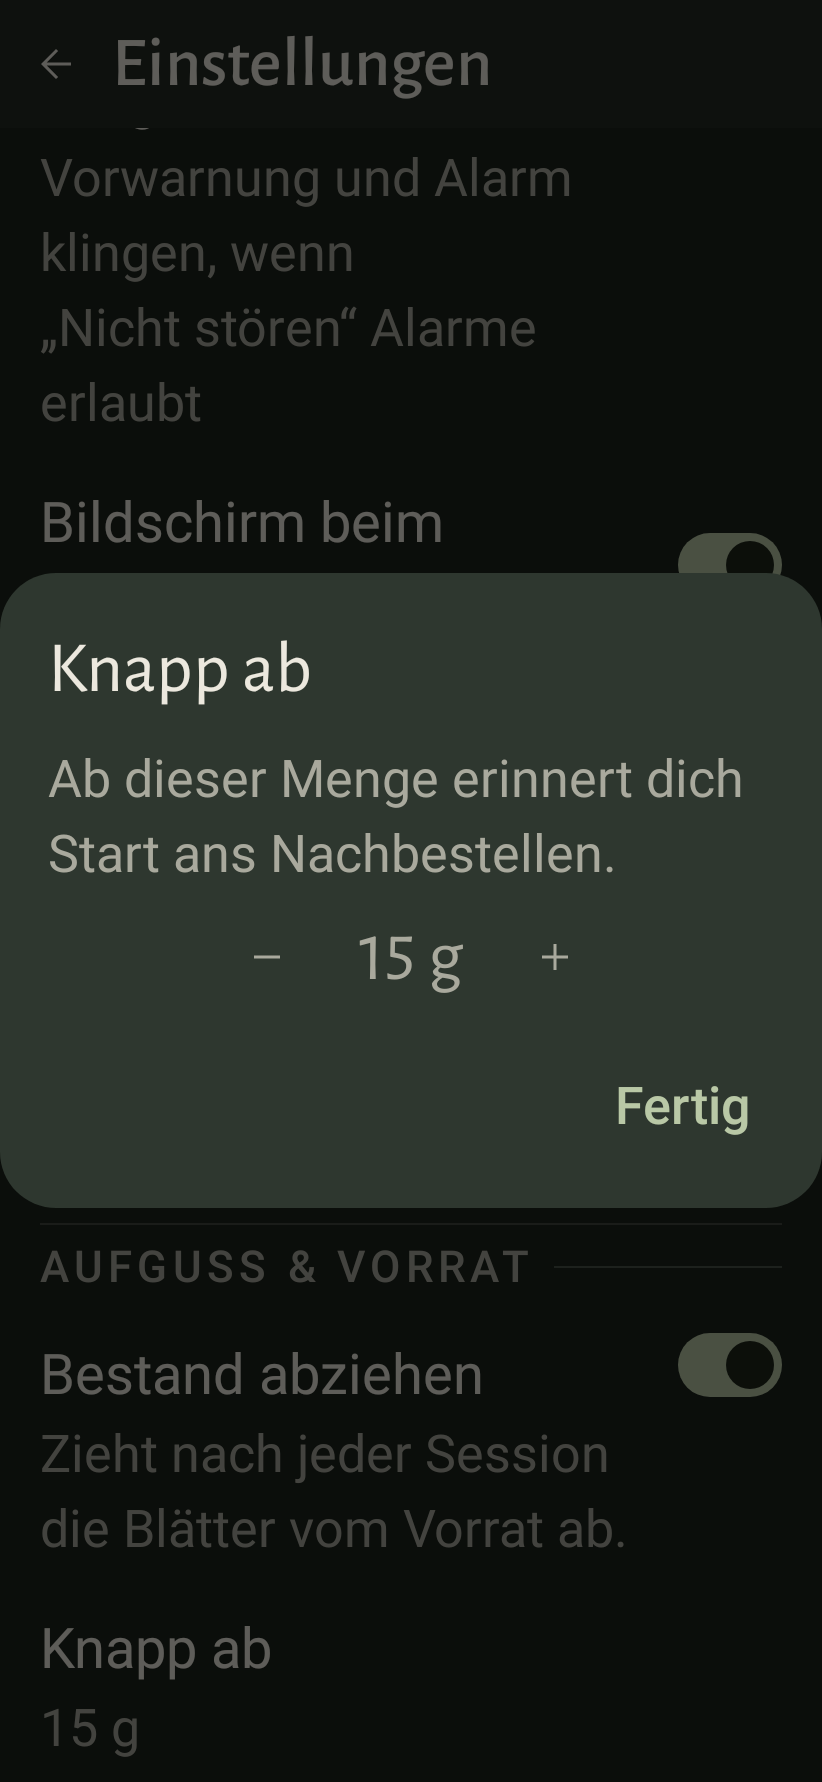 Einstellungen
Vorwarnung und Alarm
klingen, wenn
„Nicht stören“ Alarme
erlaubt
Bildschirm beim
Knapp ab
Ab dieser Menge erinnert dich
Start ans Nachbestellen.
− 15 g +
Fertig
AUFGUSS & VORRAT
Bestand abziehen
Zieht nach jeder Session
die Blätter vom Vorrat ab.
Knapp ab
15 g